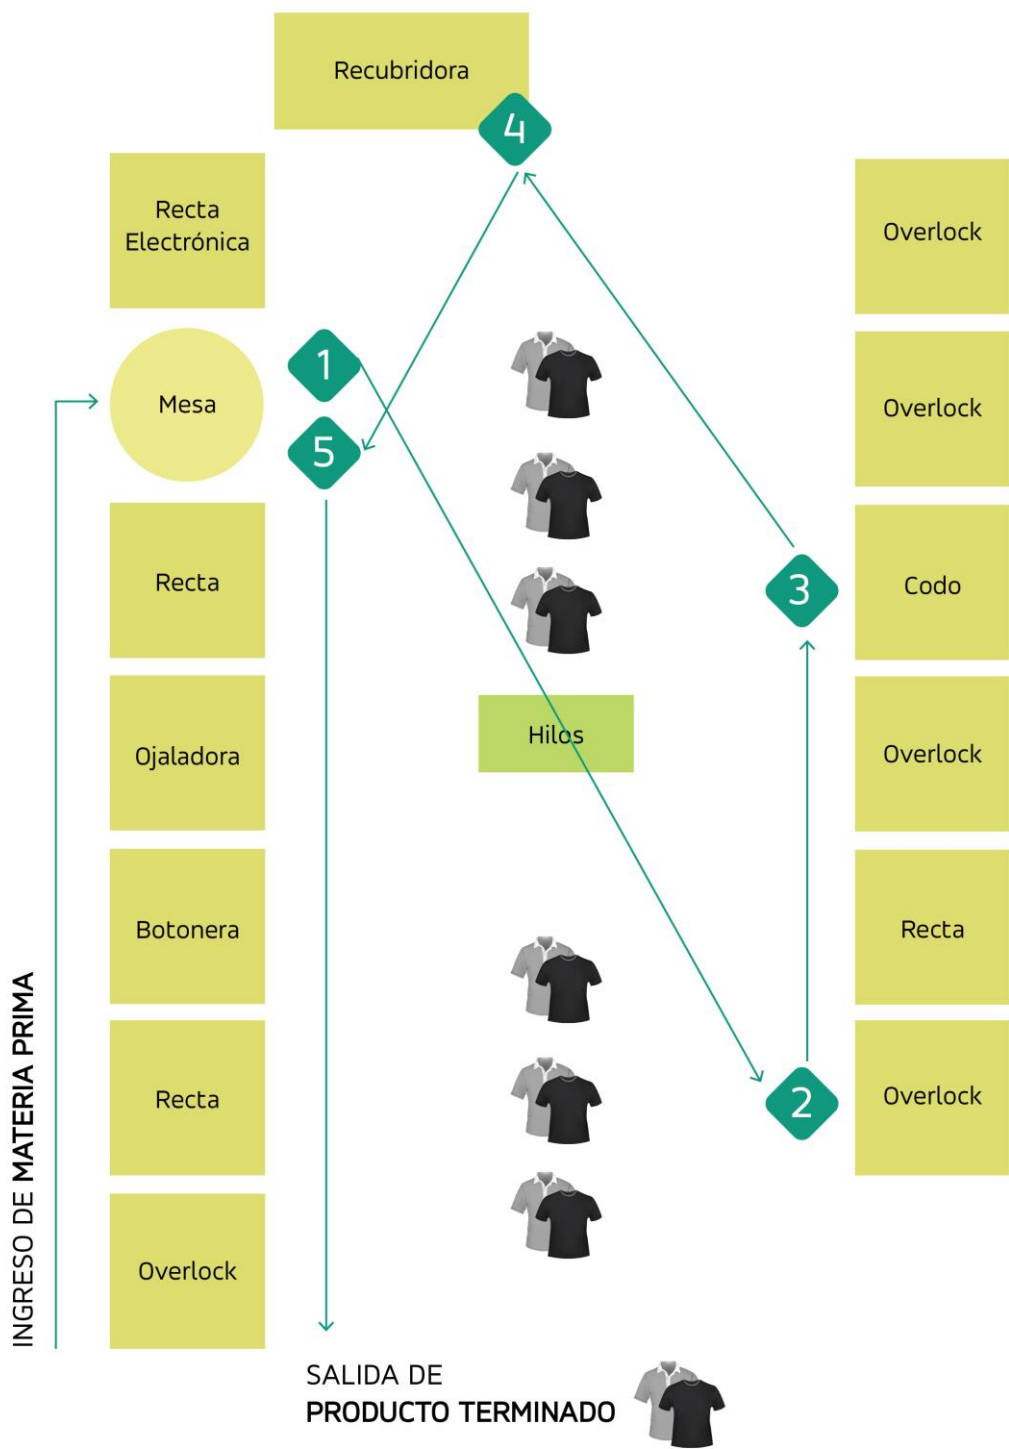 Recubridora
4
Recta
Electrónica
Overlock
1
Mesa
Overlock
5
Recta
3
Codo
Ojaladora
Hilos
Overlock
Botonera
Recta
Recta
2
Overlock
Overlock
INGRESO DE MATERIA PRIMA
SALIDA DE
PRODUCTO TERMINADO